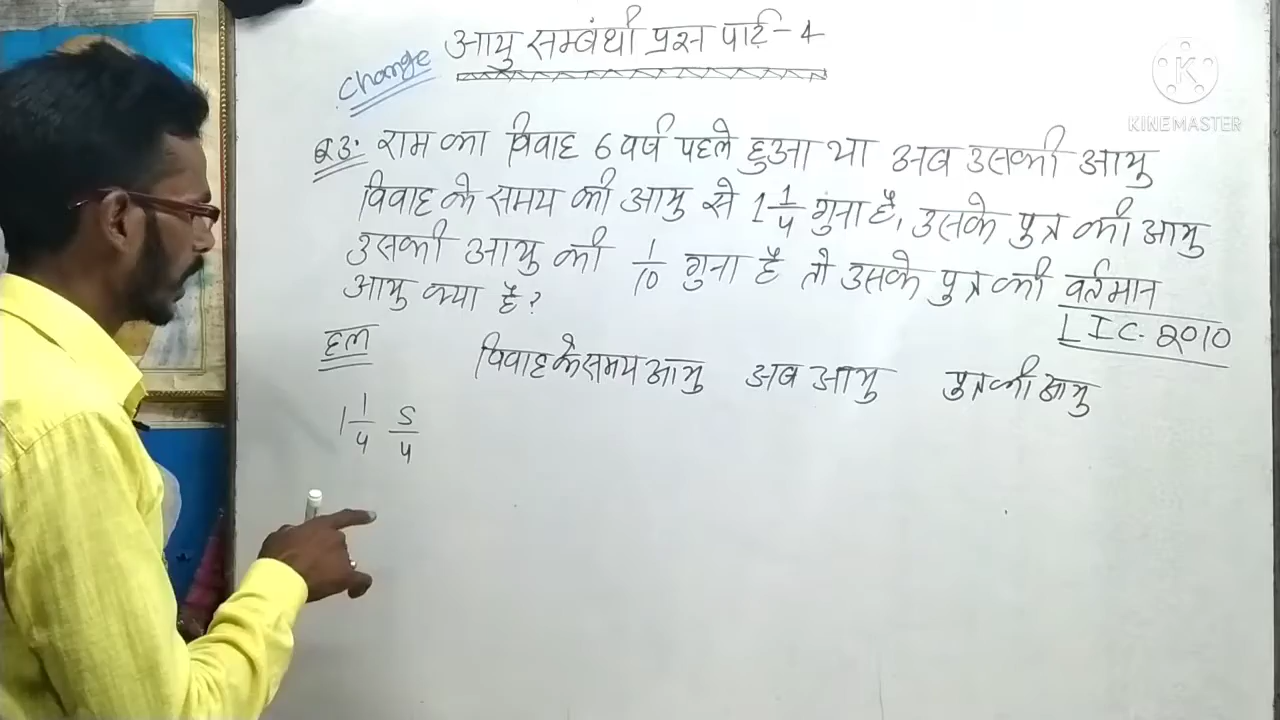 आयु सम्बंधी प्रश्न पार्ट-4
Change
KINEMASTER
Q3: राम का विवाह 6 वर्ष पहले हुआ था अब उसकी आयु
विवाह के समय की आयु से 1 1/4 गुना है, उसके पुत्र की आयु
उसकी आयु की 1/10 गुना है तो उसके पुत्र की वर्तमान
आयु क्या है?
LIC-2010
हल
विवाह के समय आयु अब आयु पुत्र की आयु
1 1/4 5/4